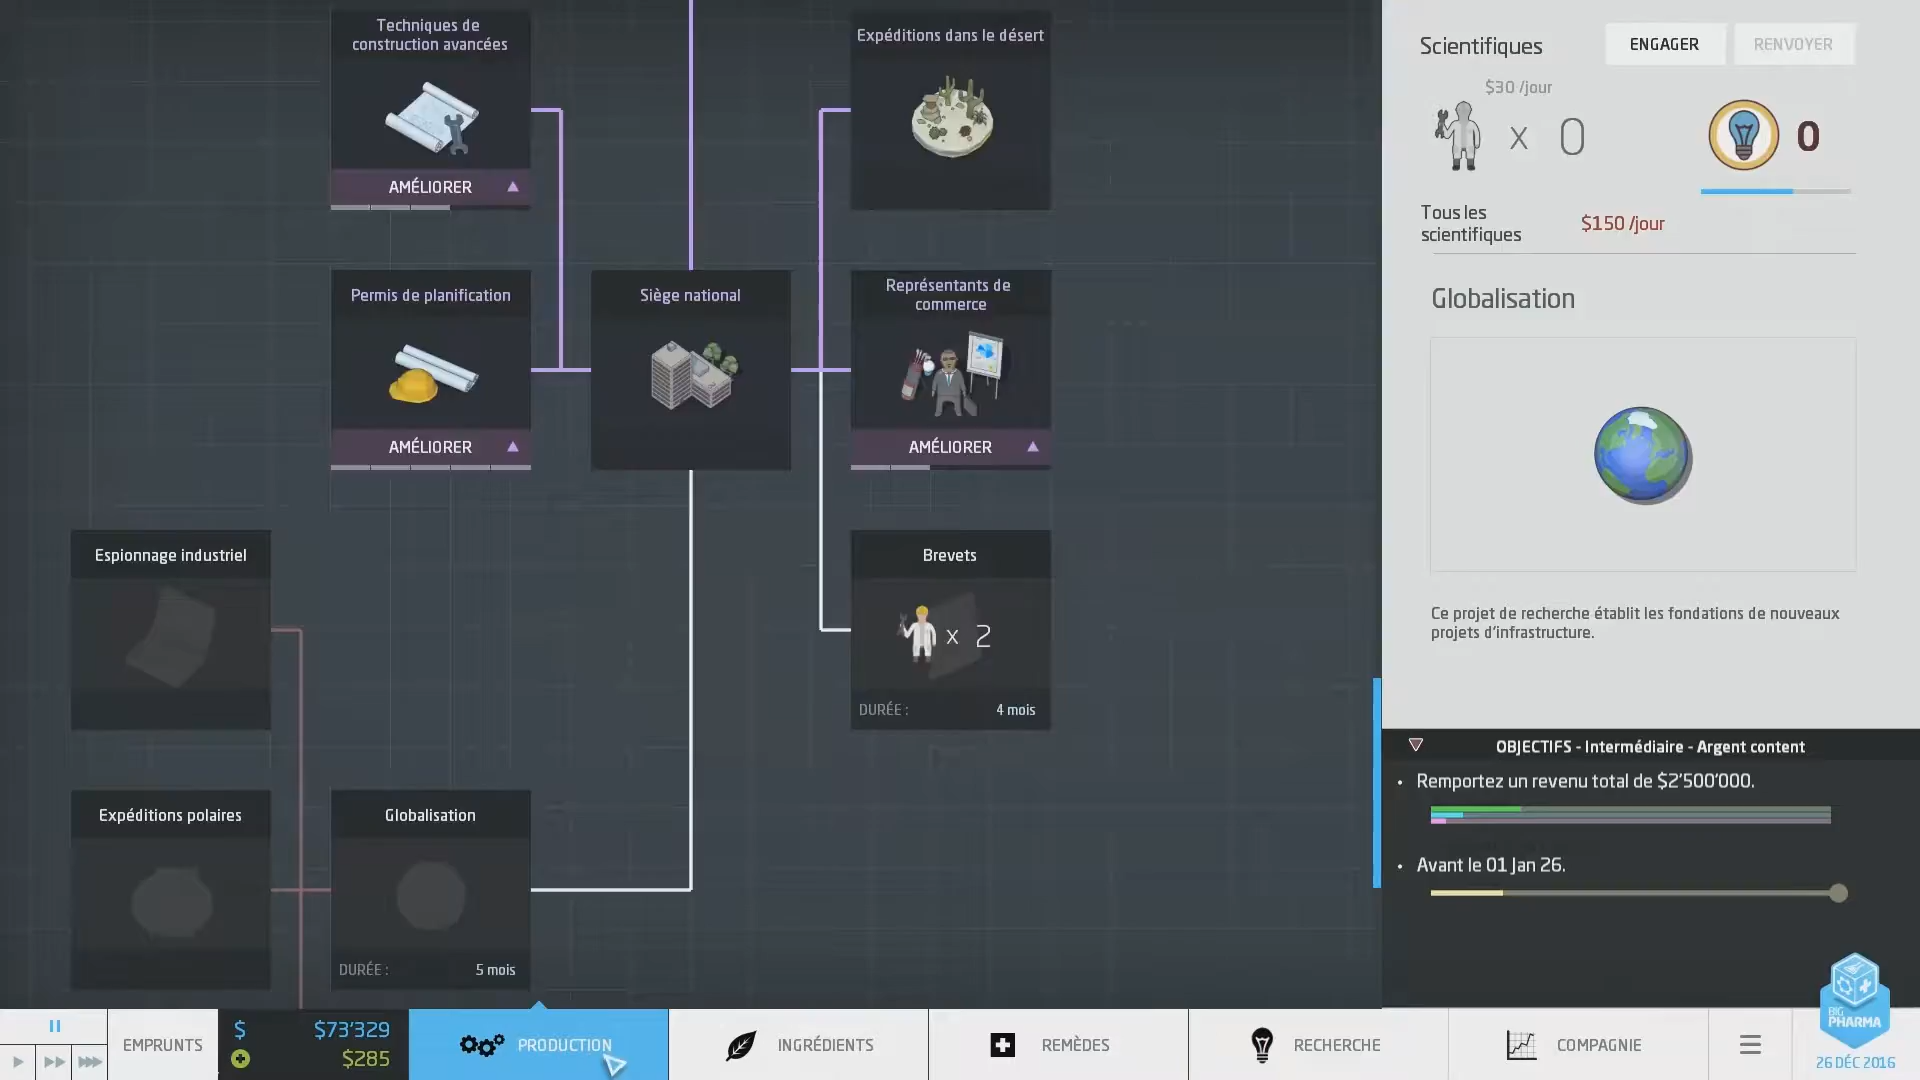 Techniques de
construction avancées
AMÉLIORER
Expéditions dans le désert
Permis de planification
AMÉLIORER
Siège national
Représentants de
commerce
AMÉLIORER
Espionnage industriel
Brevets
x 2
DURÉE : 4 mois
Expéditions polaires
Globalisation
DURÉE : 5 mois
Scientifiques
ENGAGER
RENVOYER
$30 /jour
x 0
0
Tous les
scientifiques
$150 /jour
Globalisation
Ce projet de recherche établit les fondations de nouveaux
projets d'infrastructure.
OBJECTIFS - Intermédiaire - Argent content
• Remportez un revenu total de $2'500'000.
• Avant le 01 Jan 26.
EMPRUNTS
$ $73'329
$285
PRODUCTION
INGRÉDIENTS
REMÈDES
RECHERCHE
COMPAGNIE
BIG
PHARMA
26 DÉC 2016